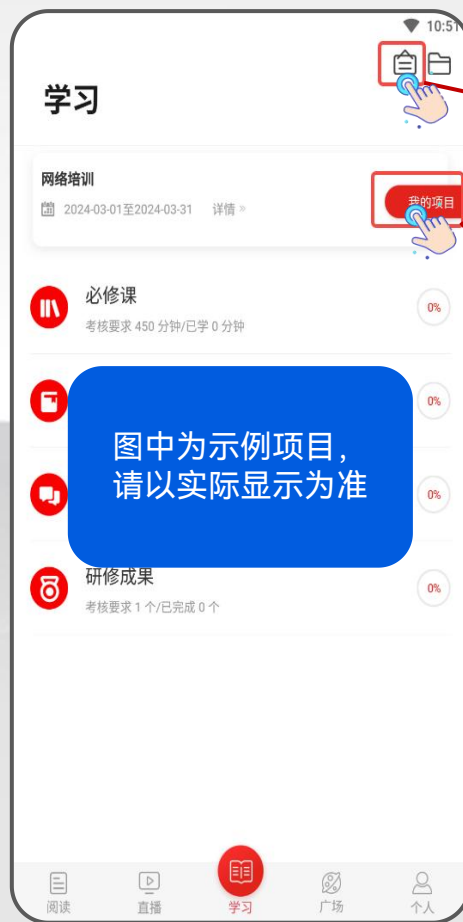 10:51
学习
网络培训
2024-03-01至2024-03-31 详情 »
我的项目
必修课
0%
考核要求 450 分钟/已学 0 分钟
0%
图中为示例项目，
请以实际显示为准
0%
研修成果
0%
考核要求 1 个/已完成 0 个
阅读 直播 学习 广场 个人